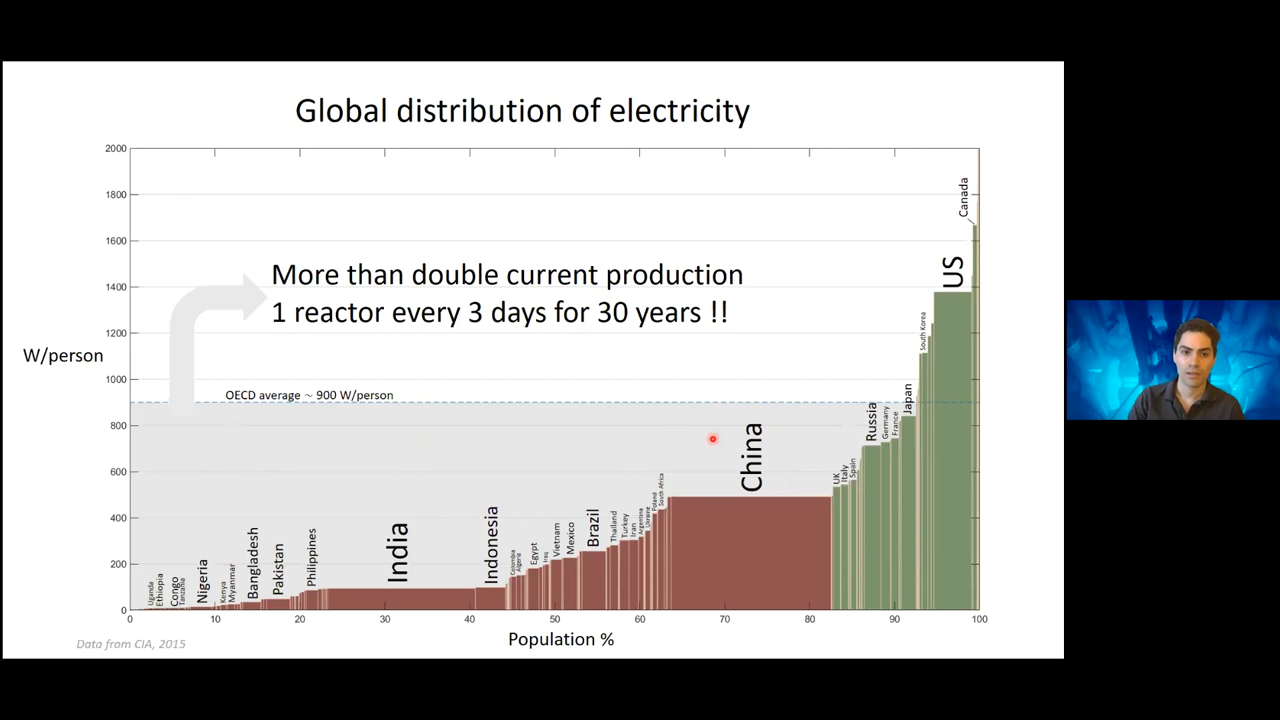 Global distribution of electricity
2000
1800
1600
1400
1200
1000
800
600
400
200
0
W/person
More than double current production
1 reactor every 3 days for 30 years !!
OECD average ~ 900 W/person
Uganda
Ethiopia
Congo
Tanzania
Nigeria
Kenya
Myanmar
Bangladesh
Pakistan
Philippines
India
Indonesia
Colombia
Algeria
Egypt
Iraq
Vietnam
Mexico
Brazil
Thailand
Turkey
Iran
Argentina
Ukraine
Poland
South Africa
China
UK
Italy
Spain
Russia
Germany
France
Japan
South Korea
US
Canada
0 10 20 30 40 50 60 70 80 90 100
Population %
Data from CIA, 2015